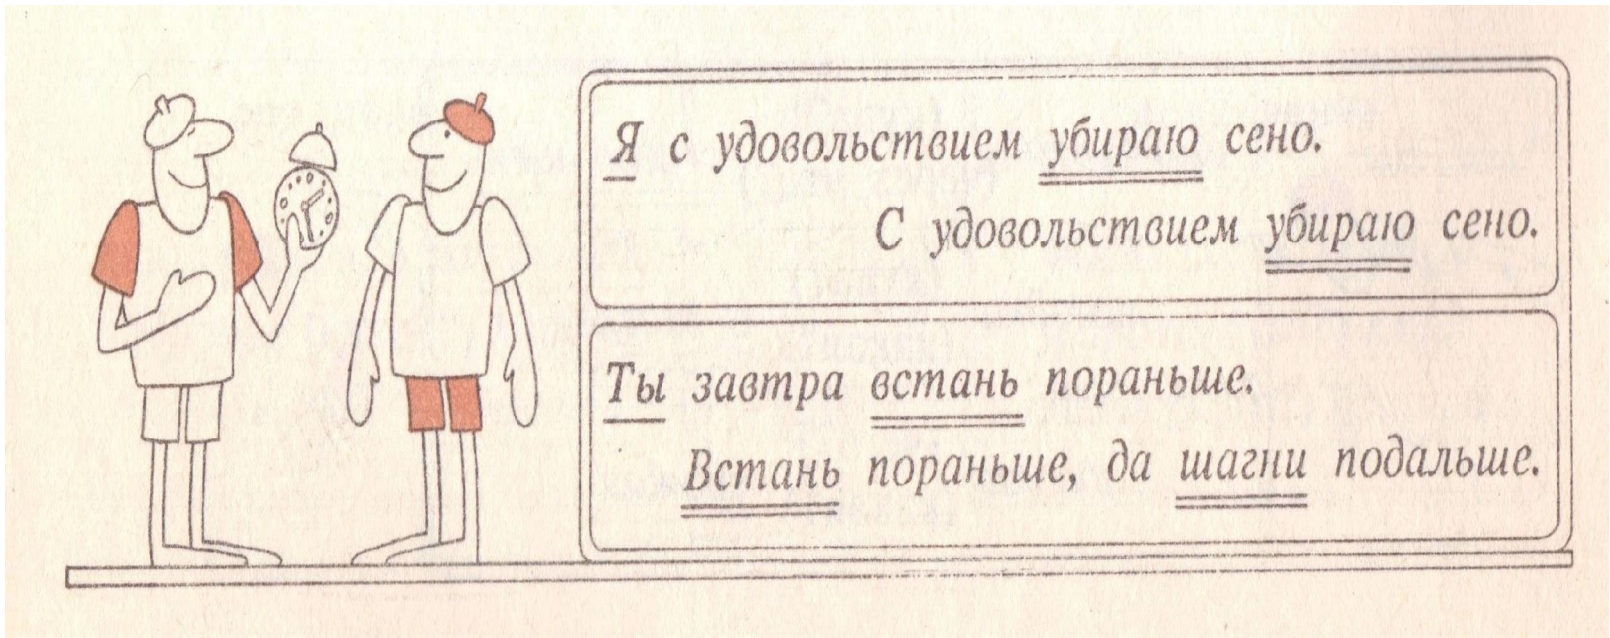 Я с удовольствием убираю сено.
С удовольствием убираю сено.
Ты завтра встань пораньше.
Встань пораньше, да шагни подальше.